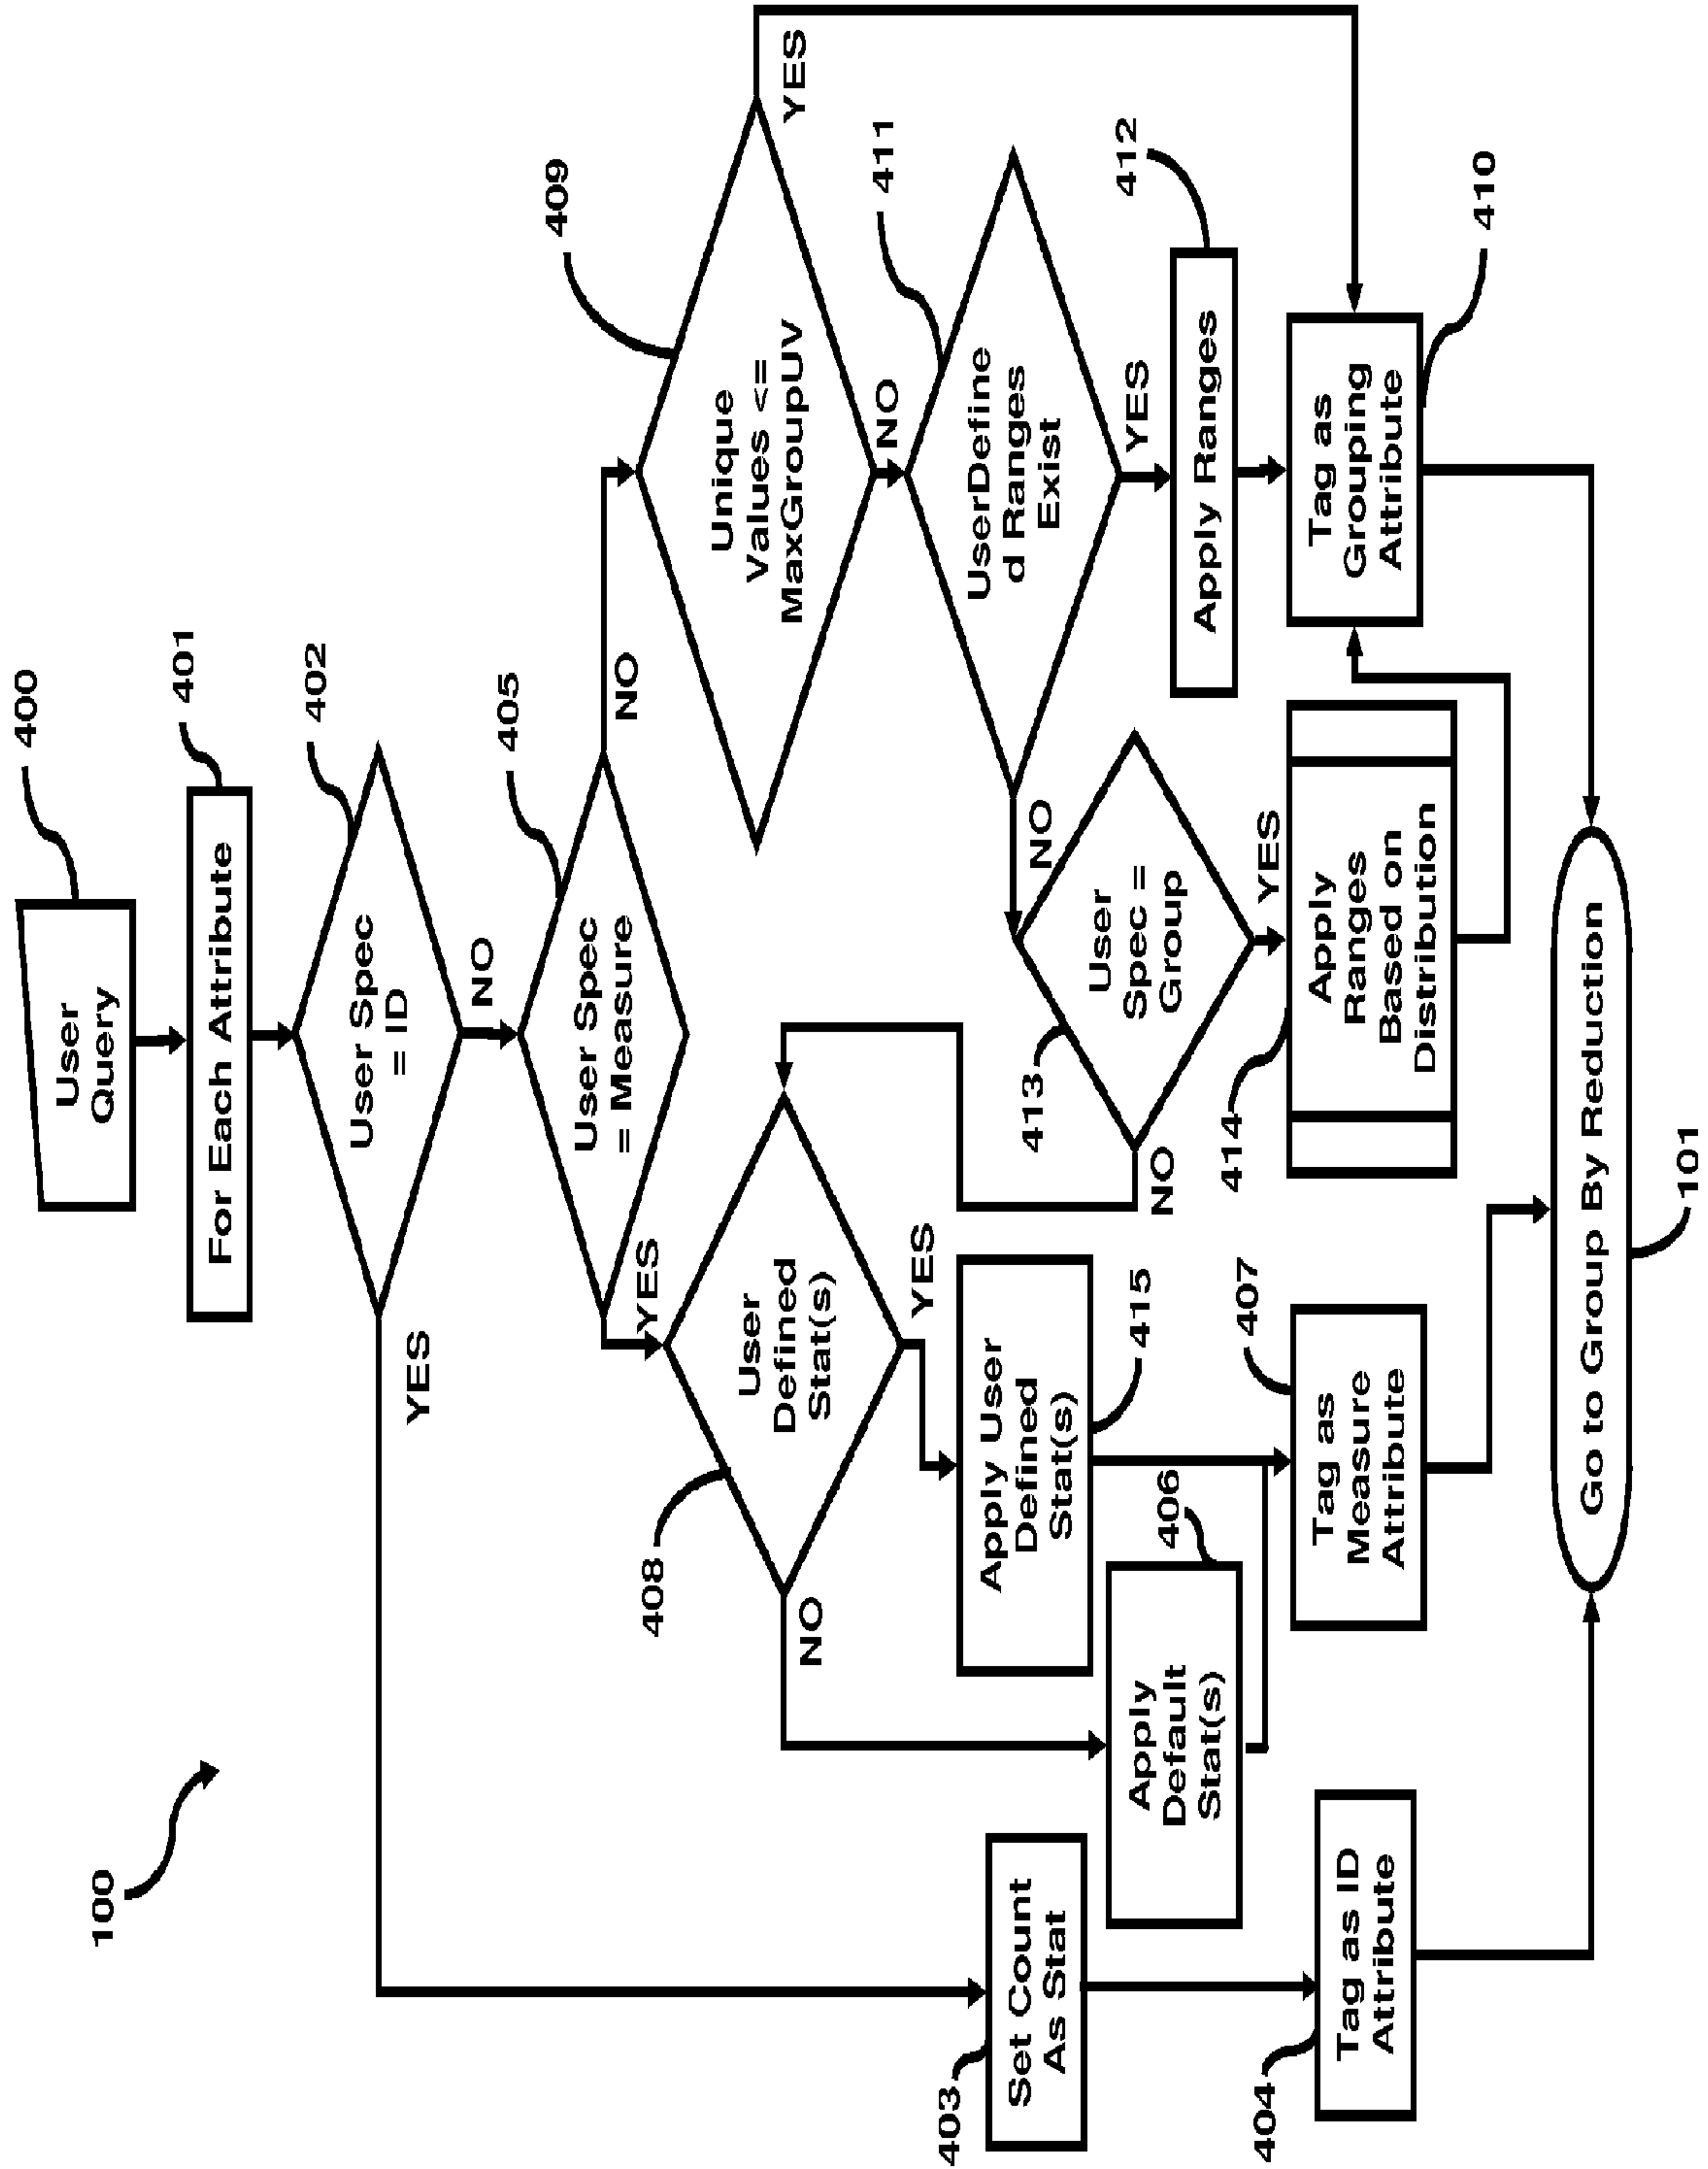 100
400
User
Query
401
For Each Attribute
402
User Spec
= ID
YES
NO
405
User Spec
= Measure
YES
NO
408
User
Defined
Stat(s)
NO
YES
409
Unique
Values <=
MaxGroupUv
YES
NO
411
UserDefine
d Ranges
Exist
NO
YES
413
User
Spec =
Group
NO
YES
412
Apply Ranges
403
Set Count
As Stat
Apply User
Defined
Stat(s)
415
406
Apply
Default
Stat(s)
404
Tag as ID
Attribute
407
Tag as
Measure
Attribute
414
Apply
Ranges
Based on
Distribution
Tag as
Grouping
Attribute
410
Go to Group By Reduction
101